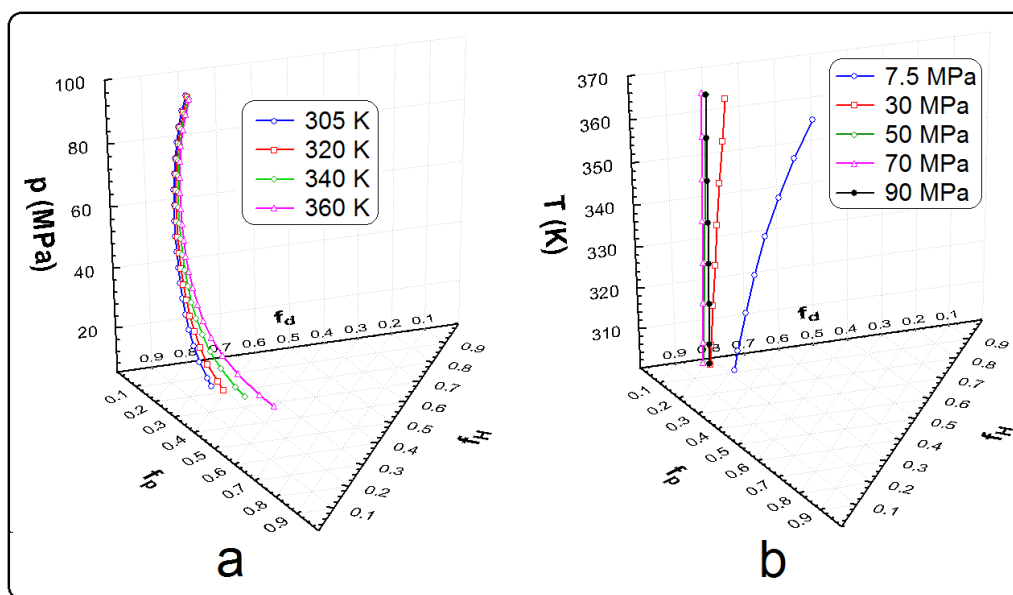 100
80
60
40
20
p (MPa)
305 K
320 K
340 K
360 K
f_d
0.9 0.8 0.7 0.6 0.5 0.4 0.3 0.2 0.1
0.1 0.2 0.3 0.4 0.5 0.6 0.7 0.8 0.9
f_p
0.9 0.8 0.7 0.6 0.5 0.4 0.3 0.2 0.1
a
370
360
350
340
330
320
310
T (K)
7.5 MPa
30 MPa
50 MPa
70 MPa
90 MPa
f_d
0.9 0.7 0.6 0.5 0.4 0.3 0.2 0.1
0.1 0.2 0.3 0.4 0.5 0.6 0.7 0.8 0.9
f_p
0.9 0.8 0.7 0.6 0.5 0.4 0.3 0.2 0.1
b